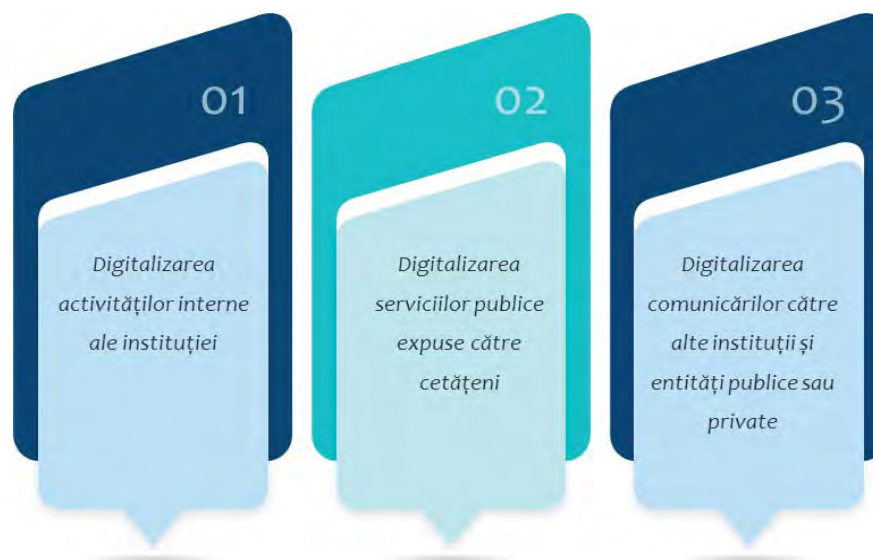 01
Digitalizarea
activităților interne
ale instituției
02
Digitalizarea
serviciilor publice
expuse către
cetățeni
03
Digitalizarea
comunicărilor către
alte instituții și
entități publice sau
private